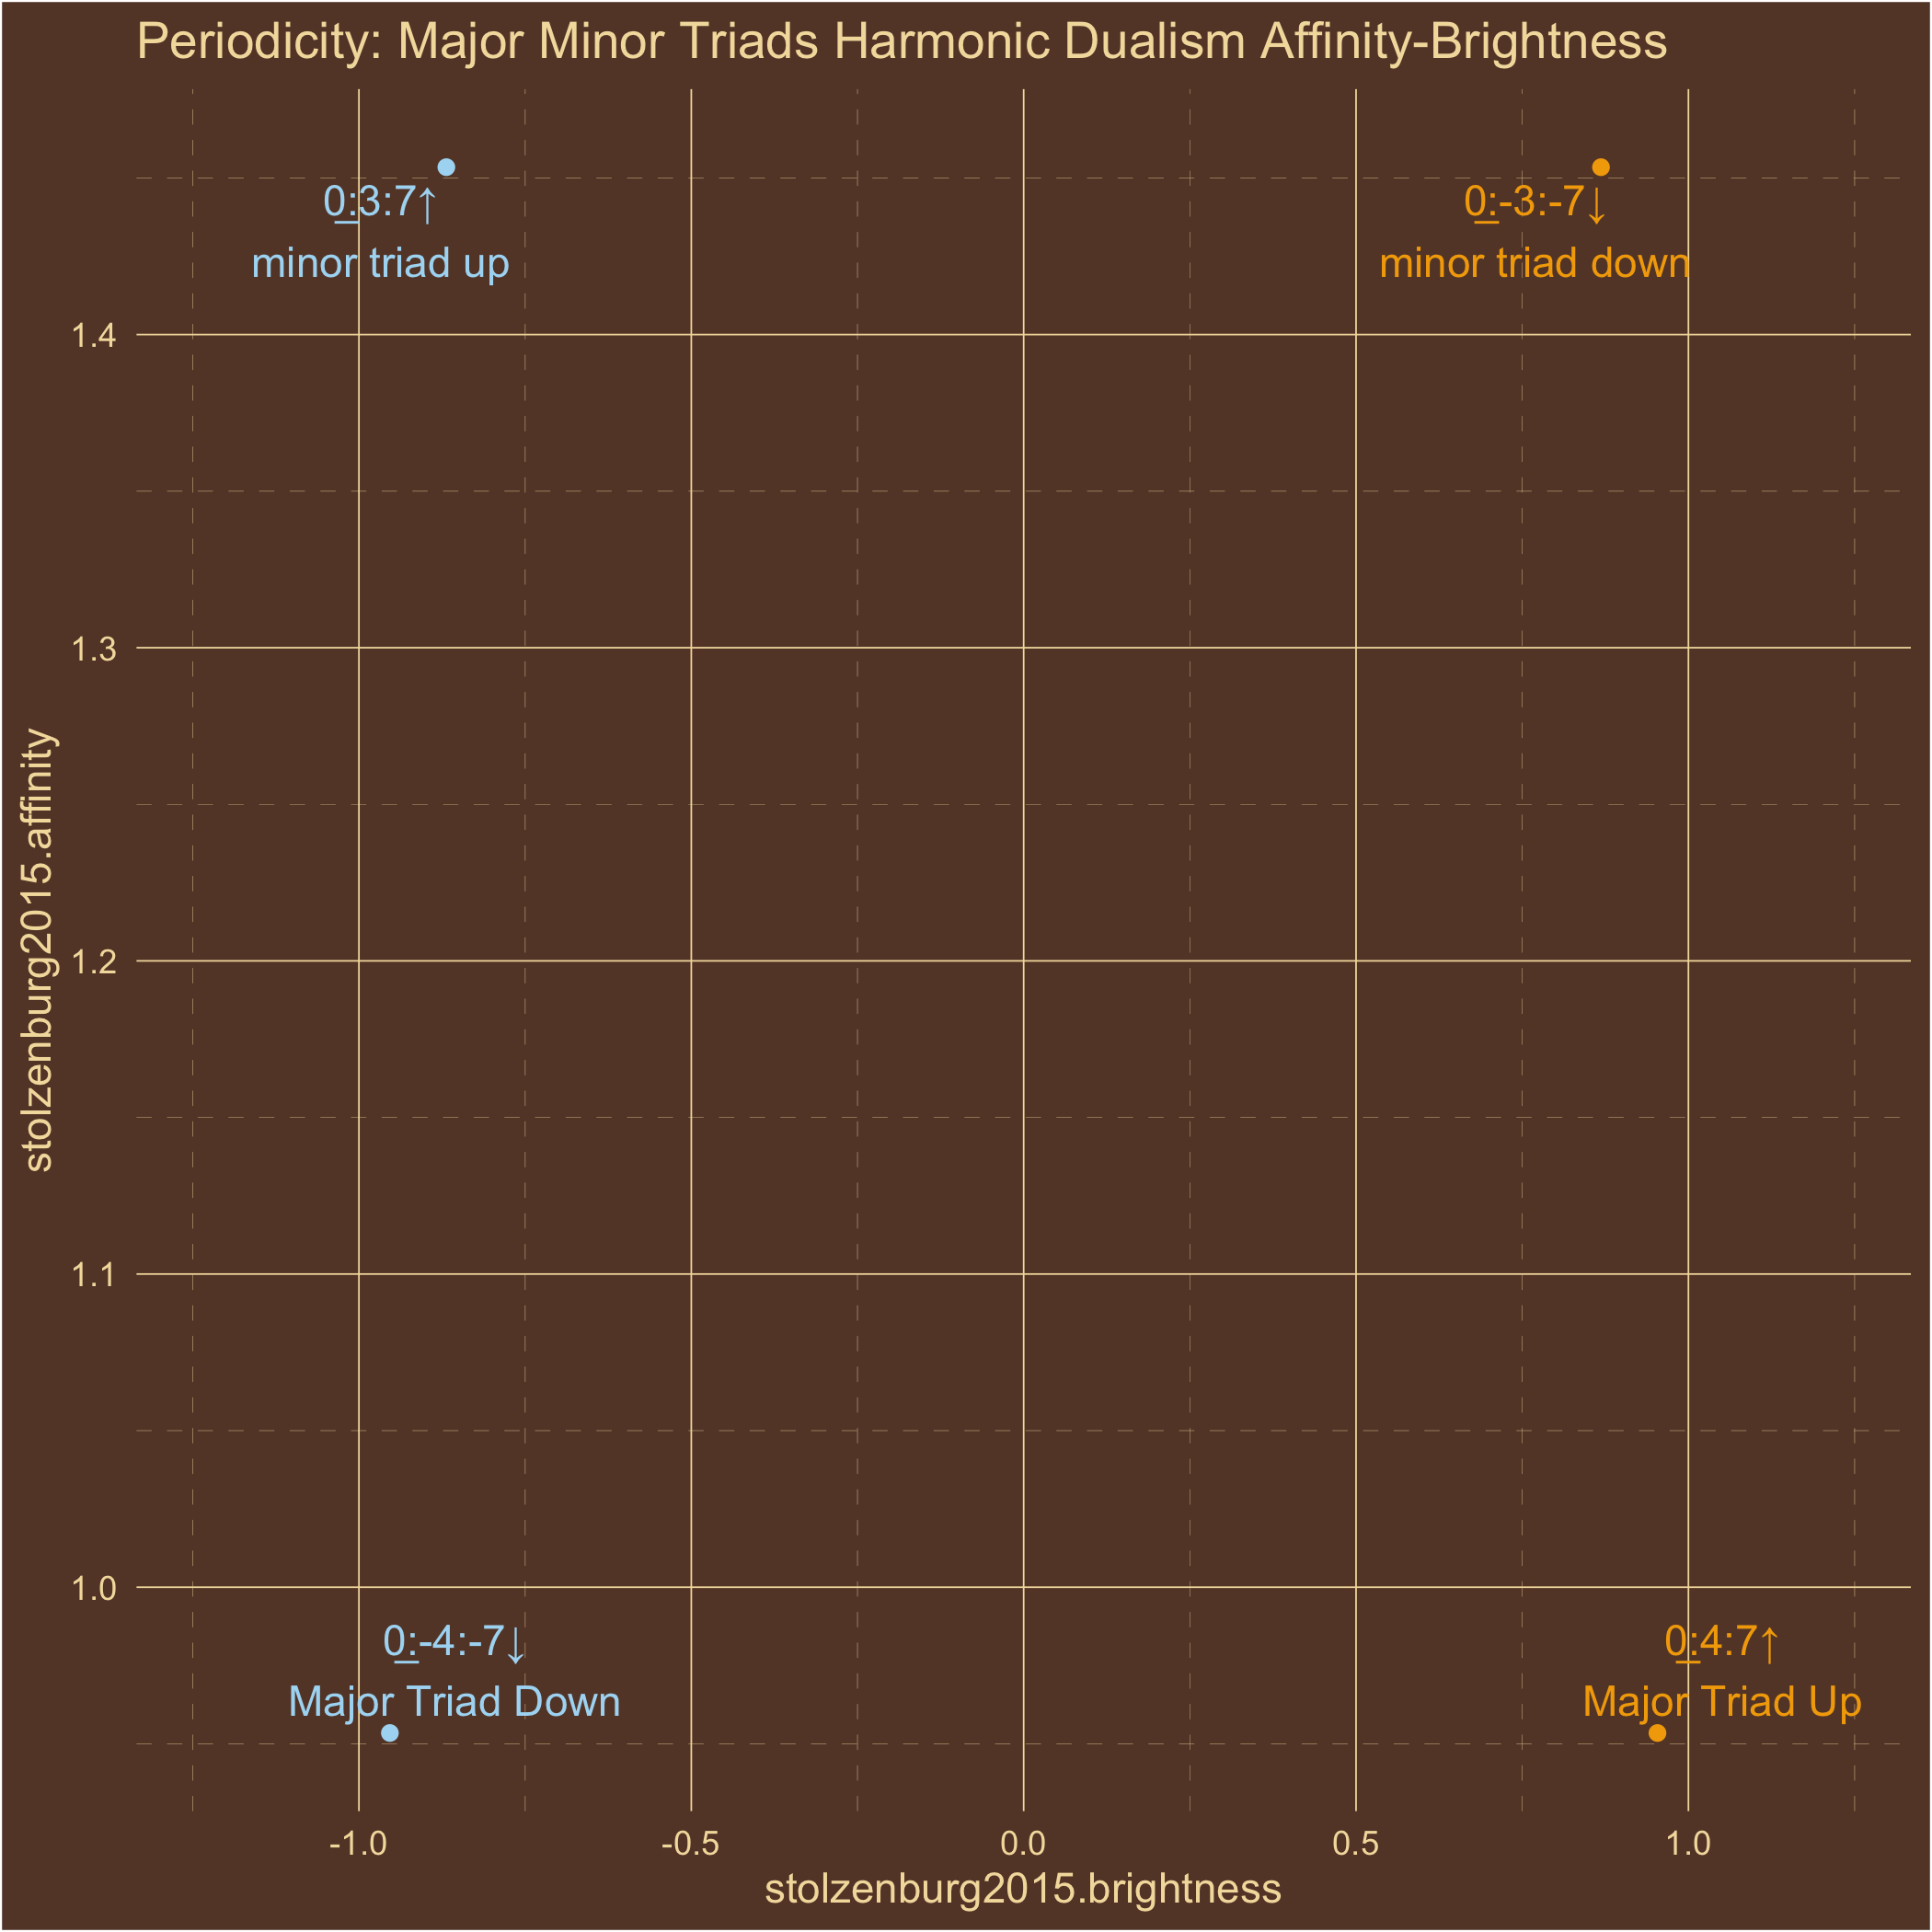 Periodicity: Major Minor Triads Harmonic Dualism Affinity-Brightness
0:3:7↑
minor triad up
0:-3:-7↓
minor triad down
1.4
1.3
1.2
1.1
1.0
stolzenburg2015.affinity
0:-4:-7↓
Major Triad Down
0:4:7↑
Major Triad Up
-1.0
-0.5
0.0
0.5
1.0
stolzenburg2015.brightness